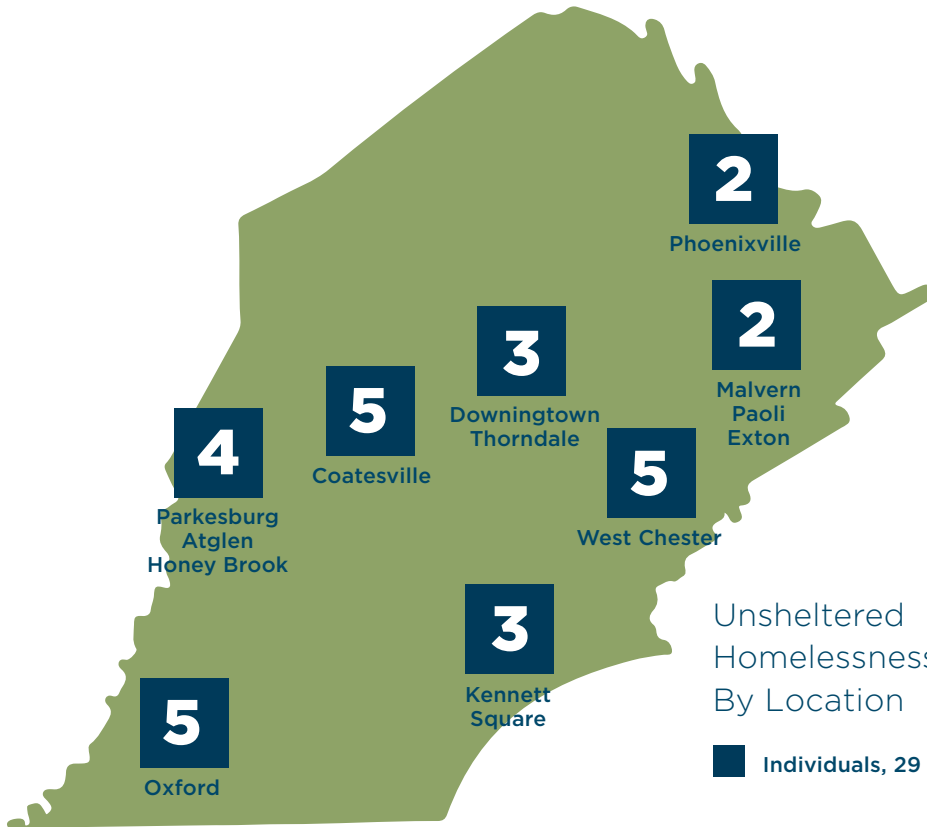 2
Phoenixville
2
Malvern
Paoli
Exton
3
Downingtown
Thorndale
5
Coatesville
4
Parkesburg
Atglen
Honey Brook
5
West Chester
3
Kennett
Square
5
Oxford
Unsheltered
Homelessness
By Location
Individuals, 29